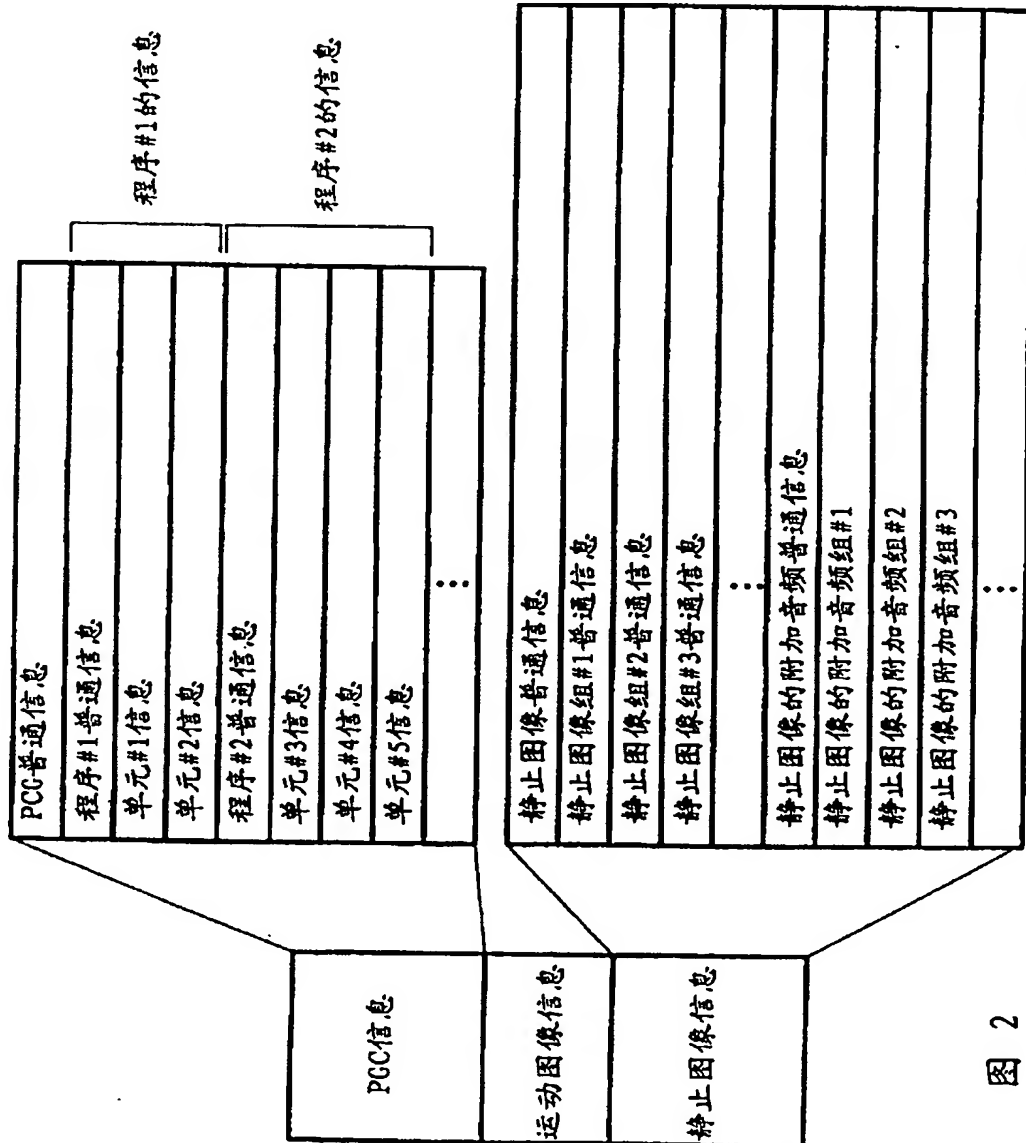 PGC信息
运动图像信息
静止图像信息
PGC普通信息
程序#1普通信息
单元#1信息
单元#2信息
程序#2普通信息
单元#3信息
单元#4信息
单元#5信息
⋮
程序#1的信息
程序#2的信息
静止图像普通信息
静止图像组#1普通信息
静止图像组#2普通信息
静止图像组#3普通信息
⋮
静止图像的附加音频普通信息
静止图像的附加音频组#1
静止图像的附加音频组#2
静止图像的附加音频组#3
⋮
图 2